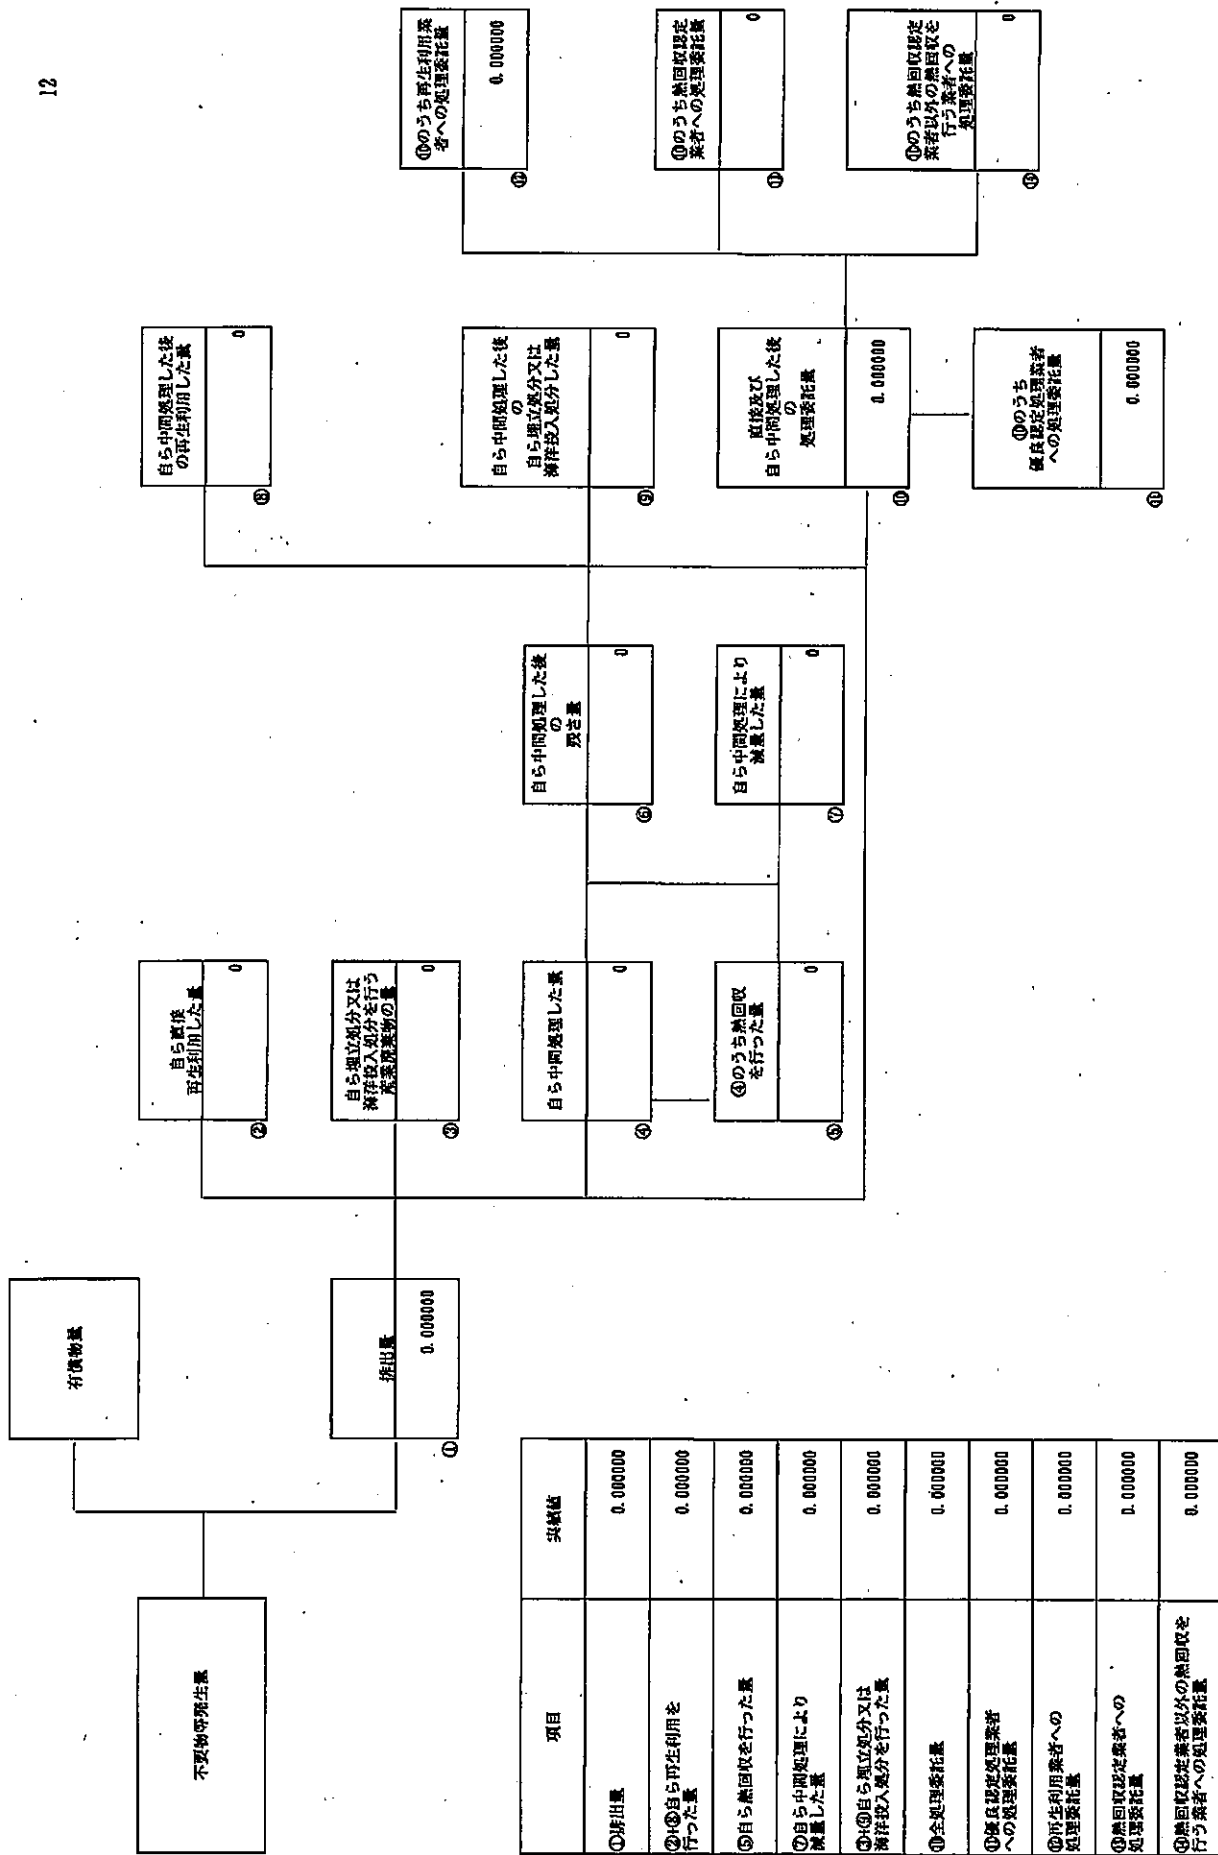 12
不要物等発生量
有償物量
排出量
0.000000
①
自ら直接
再生利用した量
0
②
自ら埋立処分又は
海洋投入処分を行う
産業廃棄物の量
0
③
自ら中間処理した量
0
④
④のうち熱回収
を行った量
0
⑤
自ら中間処理した後
の
残さ量
0
⑥
自ら中間処理により
減量した量
0
⑦
自ら中間処理した後
の再生利用した量
0
⑧
自ら中間処理した後
の
自ら埋立処分又は
海洋投入処分した量
0
⑨
直接及び
自ら中間処理した後
の
処理委託量
0.000000
⑩
⑩のうち
優良認定処理業者
への処理委託量
0.000000
⑪
⑩のうち再生利用業
者への処理委託量
0.000000
⑫
⑩のうち熱回収認定
業者への処理委託量
0
⑬
⑩のうち熱回収認定
業者以外の熱回収を
行う業者への
処理委託量
0
⑭
項目 実績値
①排出量 0.000000
②+⑧自ら再生利用を
行った量 0.000000
⑤自ら熱回収を行った量 0.000000
⑦自ら中間処理により
減量した量 0.000000
③+⑨自ら埋立処分又は
海洋投入処分を行った量 0.000000
⑩全処理委託量 0.000000
⑪優良認定処理業者
への処理委託量 0.000000
⑫再生利用業者への
処理委託量 0.000000
⑬熱回収認定業者への
処理委託量 0.000000
⑭熱回収認定業者以外の熱回収を
行う業者への処理委託量 0.000000